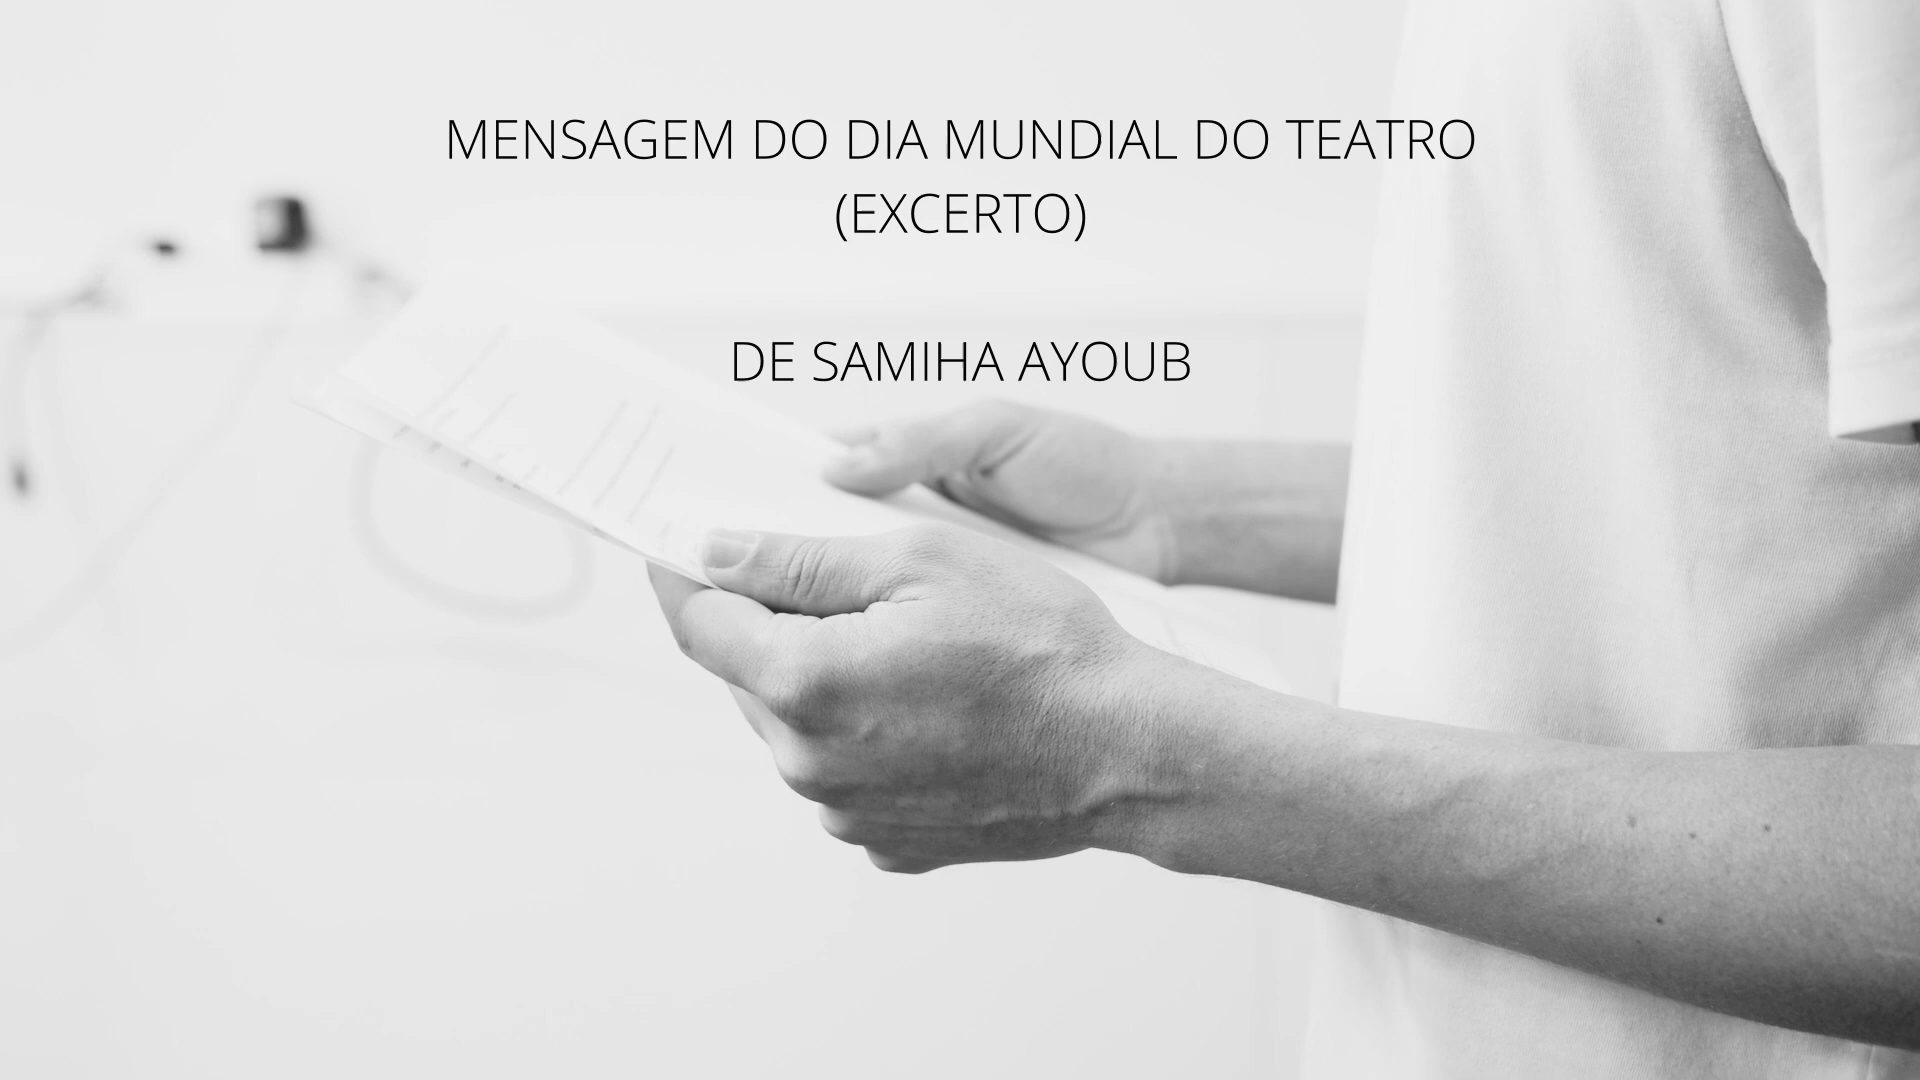 MENSAGEM DO DIA MUNDIAL DO TEATRO
(EXCERTO)
DE SAMIHA AYOUB